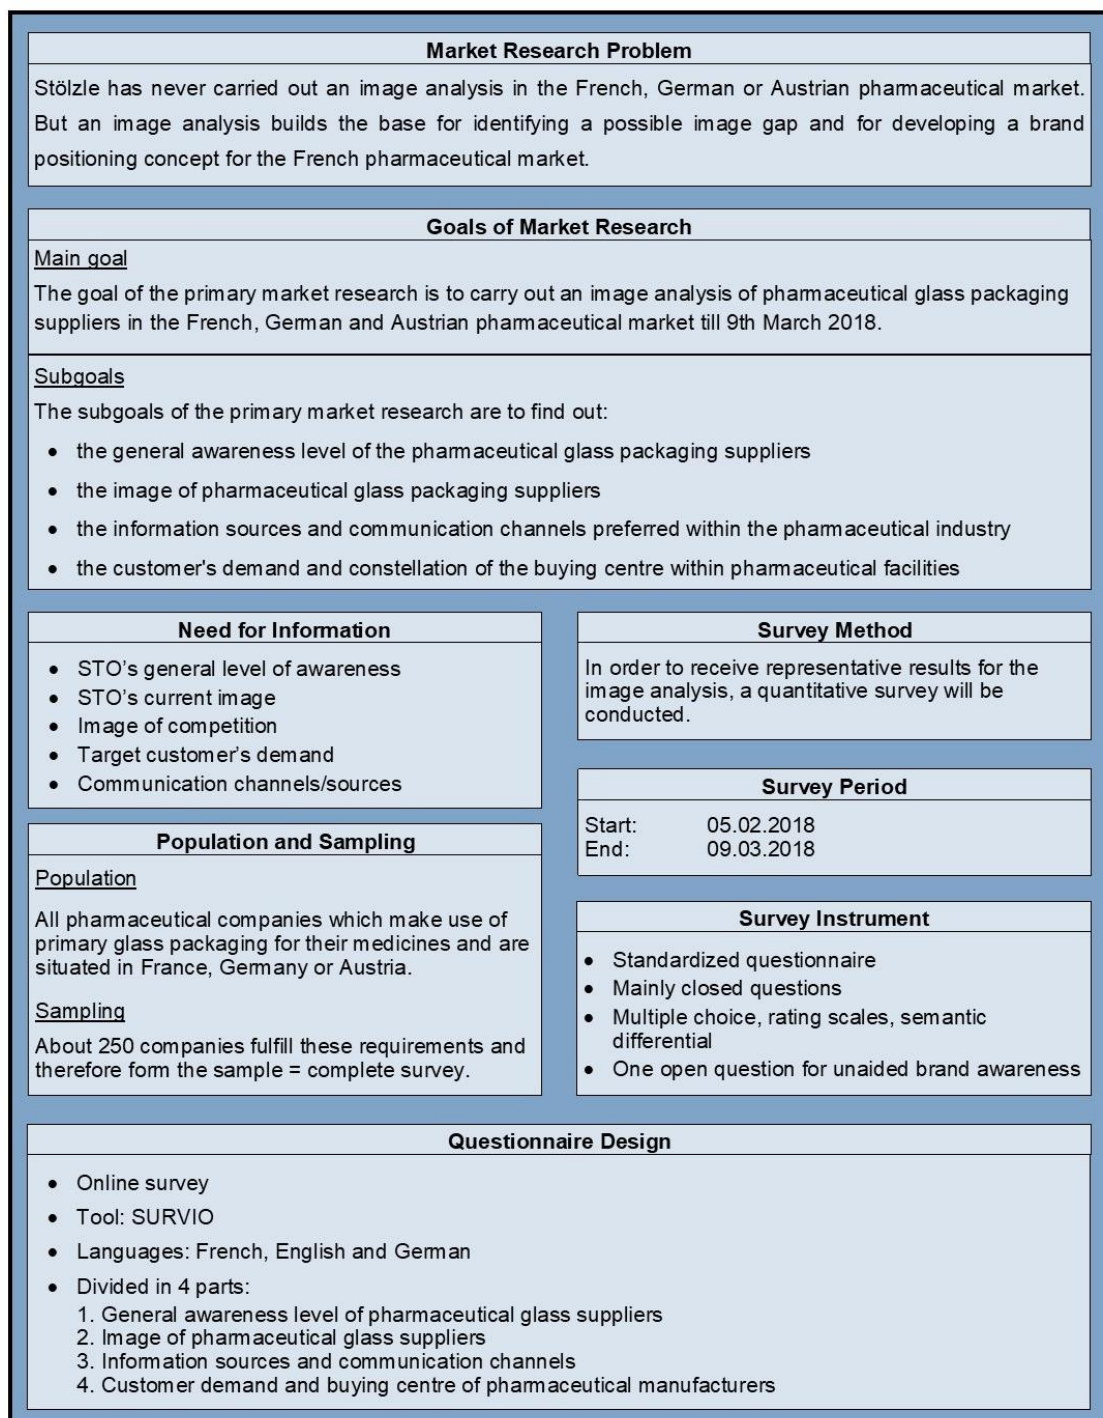 Market Research Problem
Stölzle has never carried out an image analysis in the French, German or Austrian pharmaceutical market.
But an image analysis builds the base for identifying a possible image gap and for developing a brand
positioning concept for the French pharmaceutical market.
Goals of Market Research
Main goal
The goal of the primary market research is to carry out an image analysis of pharmaceutical glass packaging
suppliers in the French, German and Austrian pharmaceutical market till 9th March 2018.
Subgoals
The subgoals of the primary market research are to find out:
• the general awareness level of the pharmaceutical glass packaging suppliers
• the image of pharmaceutical glass packaging suppliers
• the information sources and communication channels preferred within the pharmaceutical industry
• the customer's demand and constellation of the buying centre within pharmaceutical facilities
Need for Information
• STO's general level of awareness
• STO's current image
• Image of competition
• Target customer's demand
• Communication channels/sources
Population and Sampling
Population
All pharmaceutical companies which make use of
primary glass packaging for their medicines and are
situated in France, Germany or Austria.
Sampling
About 250 companies fulfill these requirements and
therefore form the sample = complete survey.
Survey Method
In order to receive representative results for the
image analysis, a quantitative survey will be
conducted.
Survey Period
Start: 05.02.2018
End: 09.03.2018
Survey Instrument
• Standardized questionnaire
• Mainly closed questions
• Multiple choice, rating scales, semantic
differential
• One open question for unaided brand awareness
Questionnaire Design
• Online survey
• Tool: SURVIO
• Languages: French, English and German
• Divided in 4 parts:
1. General awareness level of pharmaceutical glass suppliers
2. Image of pharmaceutical glass suppliers
3. Information sources and communication channels
4. Customer demand and buying centre of pharmaceutical manufacturers